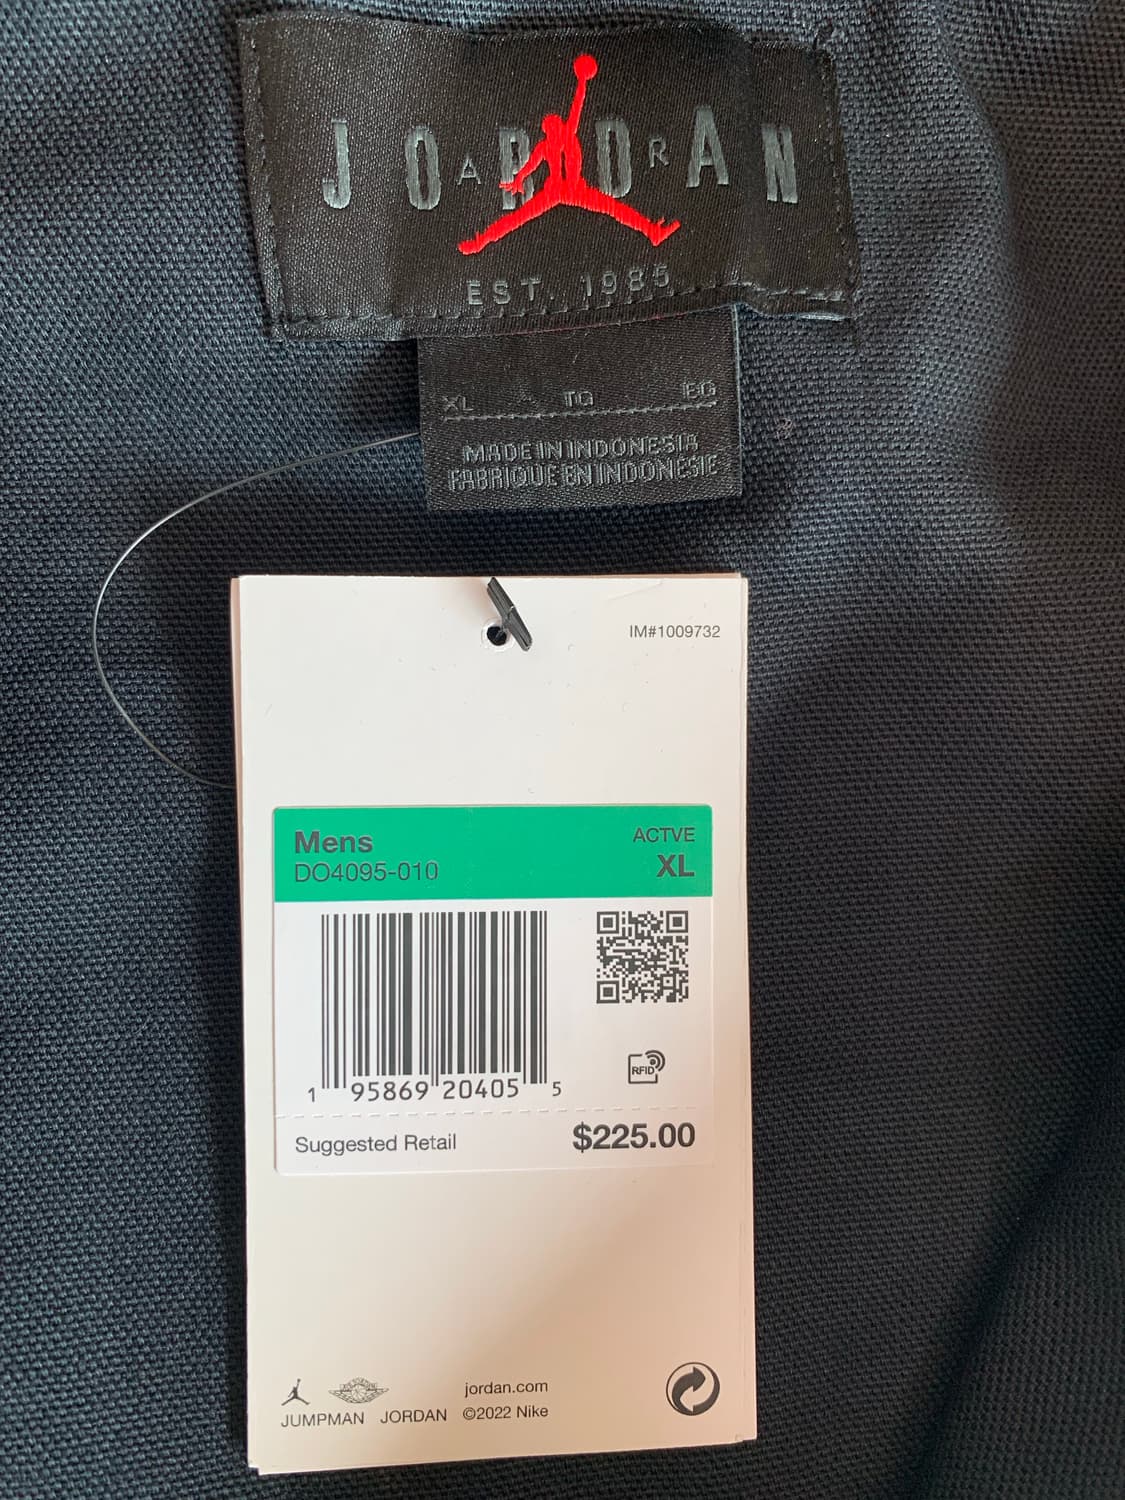 JORDAN
AIR
EST. 1985
XL TG EG
MADE IN INDONESIA
FABRIQUE EN INDONESIE
IM#1009732
Mens
ACTVE
DO4095-010
XL
RFID
1 95869 20405 5
Suggested Retail $225.00
jordan.com
JUMPMAN JORDAN ©2022 Nike